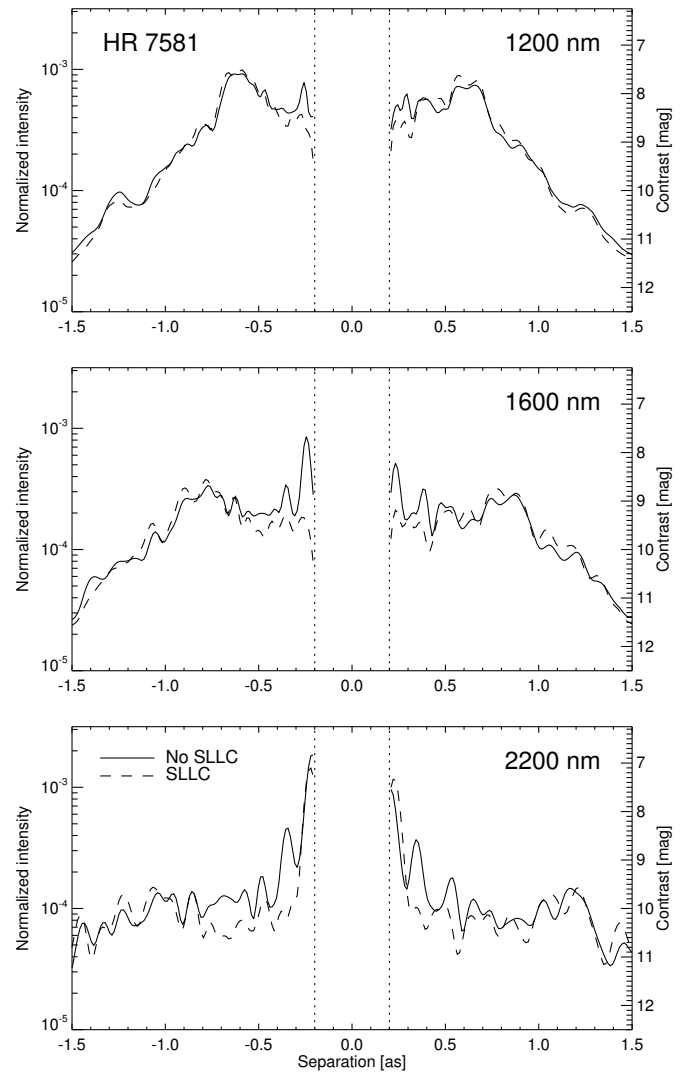 HR 7581
1200 nm
Normalized intensity
Contrast [mag]
10-3
10-4
10-5
7
8
9
10
11
12
-1.5 -1.0 -0.5 0.0 0.5 1.0 1.5
1600 nm
Normalized intensity
Contrast [mag]
10-3
10-4
10-5
7
8
9
10
11
12
-1.5 -1.0 -0.5 0.0 0.5 1.0 1.5
No SLLC
SLLC
2200 nm
Normalized intensity
Contrast [mag]
10-3
10-4
10-5
7
8
9
10
11
12
-1.5 -1.0 -0.5 0.0 0.5 1.0 1.5
Separation [as]